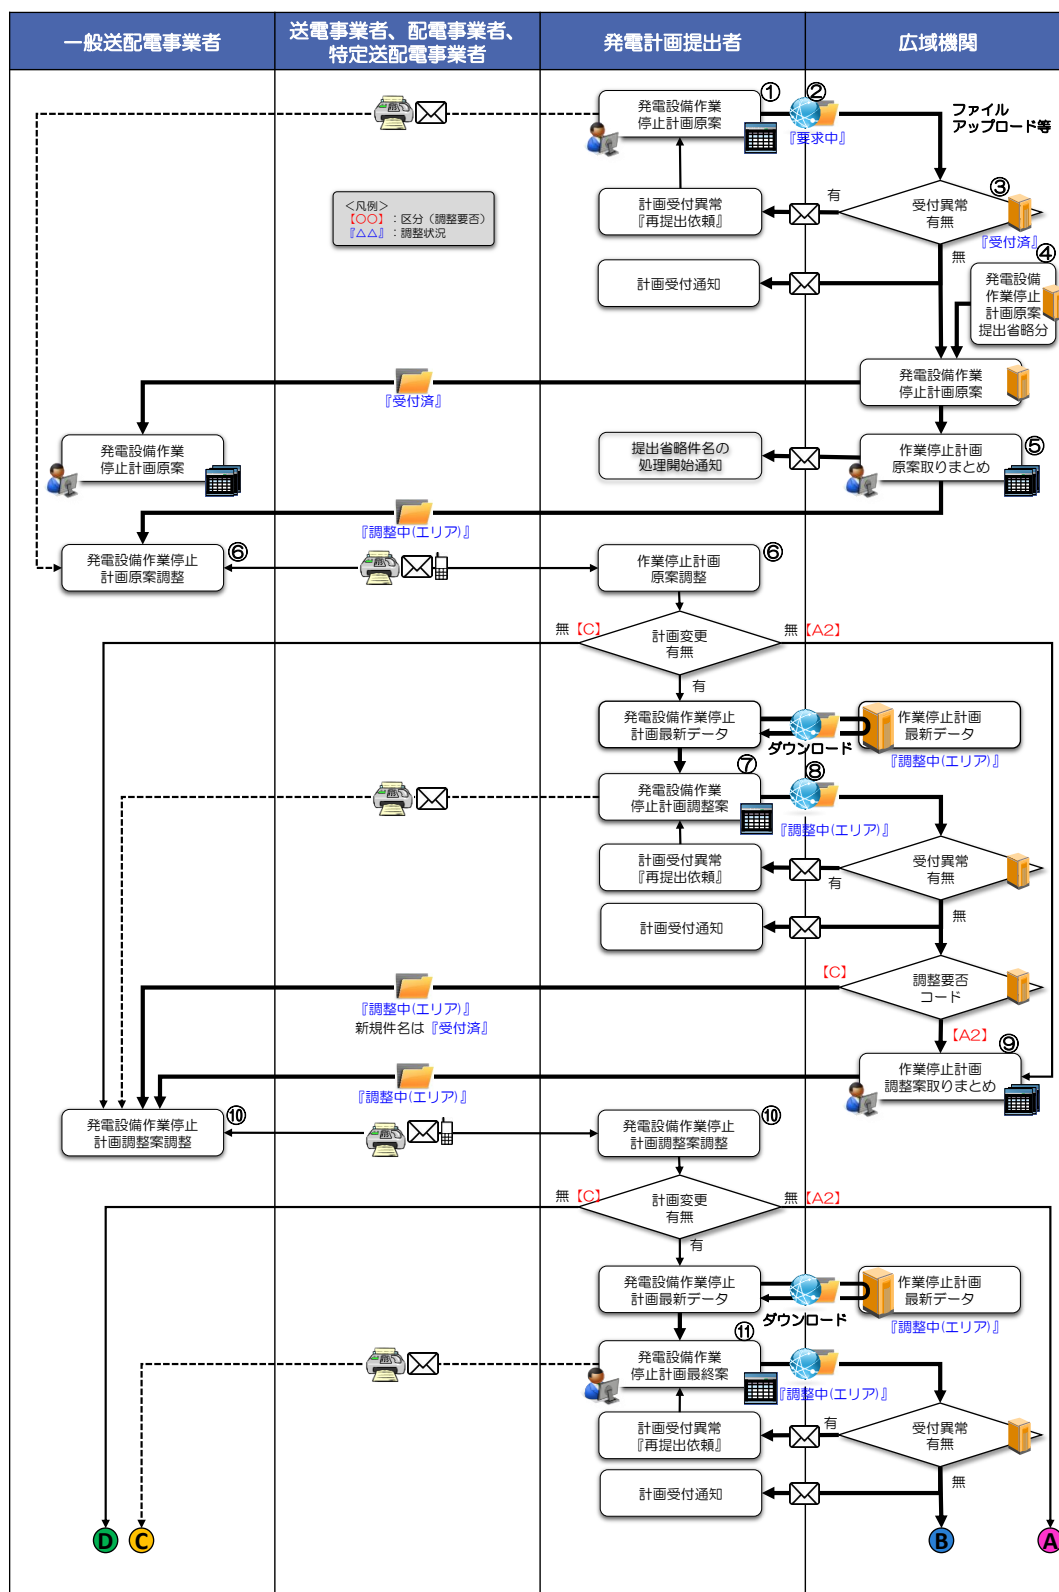 一般送配電事業者
送電事業者、配電事業者、
特定送配電事業者
発電計画提出者
広域機関
①
②
発電設備作業
停止計画原案
『要求中』
ファイル
アップロード等
＜凡例＞
【〇〇】：区分（調整要否）
『△△』：調整状況
計画受付異常
『再提出依頼』
有
③
受付異常
有無
『受付済』
無
④
計画受付通知
発電設備
作業停止
計画原案
提出省略分
発電設備作業
停止計画原案
『受付済』
発電設備作業
停止計画原案
提出省略件名の
処理開始通知
作業停止計画
原案取りまとめ
⑤
『調整中(エリア)』
発電設備作業停止
計画原案調整
⑥
作業停止計画
原案調整
⑥
無【C】
計画変更
有無
無【A2】
有
発電設備作業停止
計画最新データ
ダウンロード
作業停止計画
最新データ
『調整中(エリア)』
⑦
⑧
発電設備作業
停止計画調整案
『調整中(エリア)』
計画受付異常
『再提出依頼』
有
受付異常
有無
無
計画受付通知
【C】
調整要否
コード
『調整中(エリア)』
新規件名は『受付済』
【A2】
⑨
作業停止計画
調整案取りまとめ
『調整中(エリア)』
発電設備作業停止
計画調整案調整
⑩
発電設備作業停止
計画調整案調整
⑩
無【C】
計画変更
有無
無【A2】
有
発電設備作業停止
計画最新データ
ダウンロード
作業停止計画
最新データ
『調整中(エリア)』
⑪
発電設備作業
停止計画最終案
『調整中(エリア)』
計画受付異常
『再提出依頼』
有
受付異常
有無
無
計画受付通知
D
C
B
A